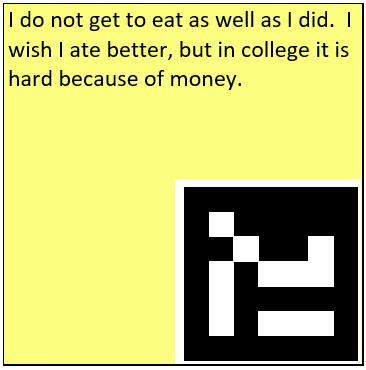 I do not get to eat as well as I did.  I
wish I ate better, but in college it is
hard because of money.